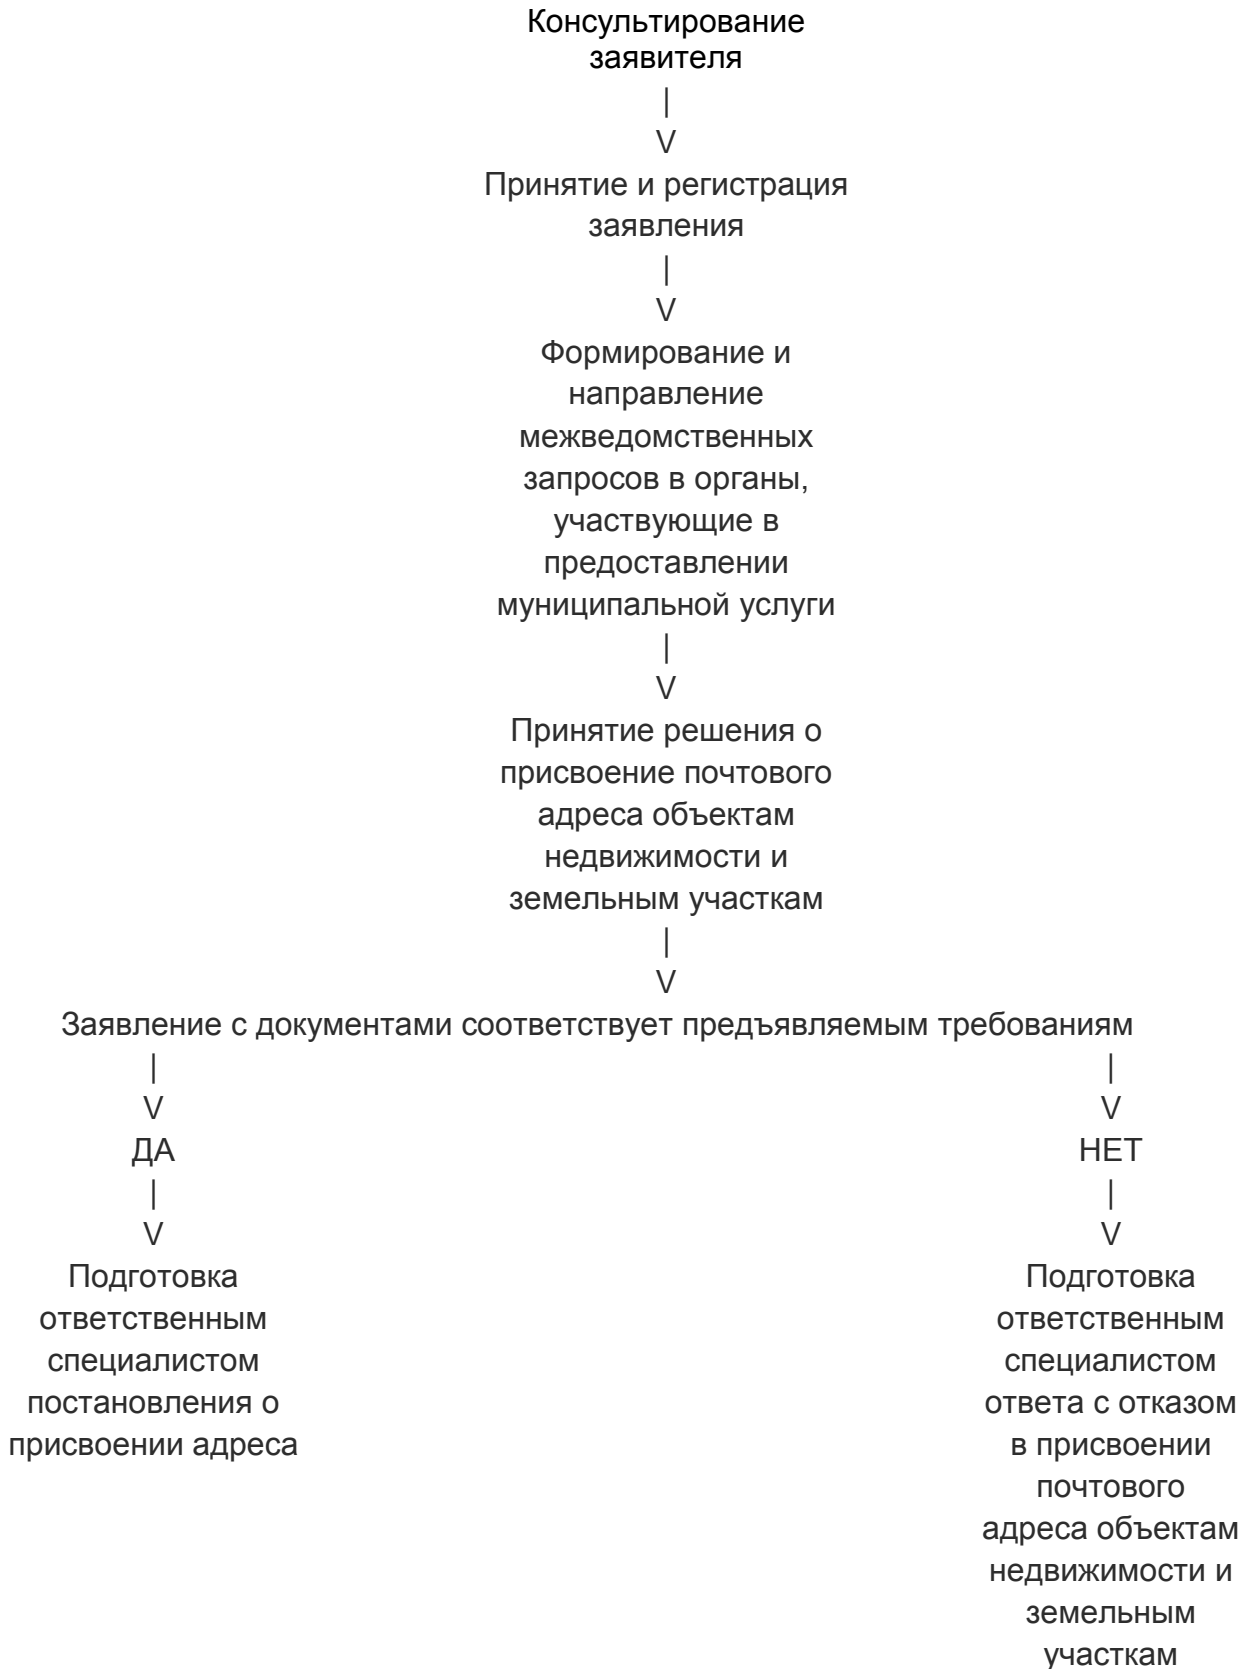 Консультирование
заявителя
|
V
Принятие и регистрация
заявления
|
V
Формирование и
направление
межведомственных
запросов в органы,
участвующие в
предоставлении
муниципальной услуги
|
V
Принятие решения о
присвоение почтового
адреса объектам
недвижимости и
земельным участкам
|
V
Заявление с документами соответствует предъявляемым требованиям
|
V
ДА
|
V
Подготовка
ответственным
специалистом
постановления о
присвоении адреса
|
V
НЕТ
|
V
Подготовка
ответственным
специалистом
ответа с отказом
в присвоении
почтового
адреса объектам
недвижимости и
земельным
участкам